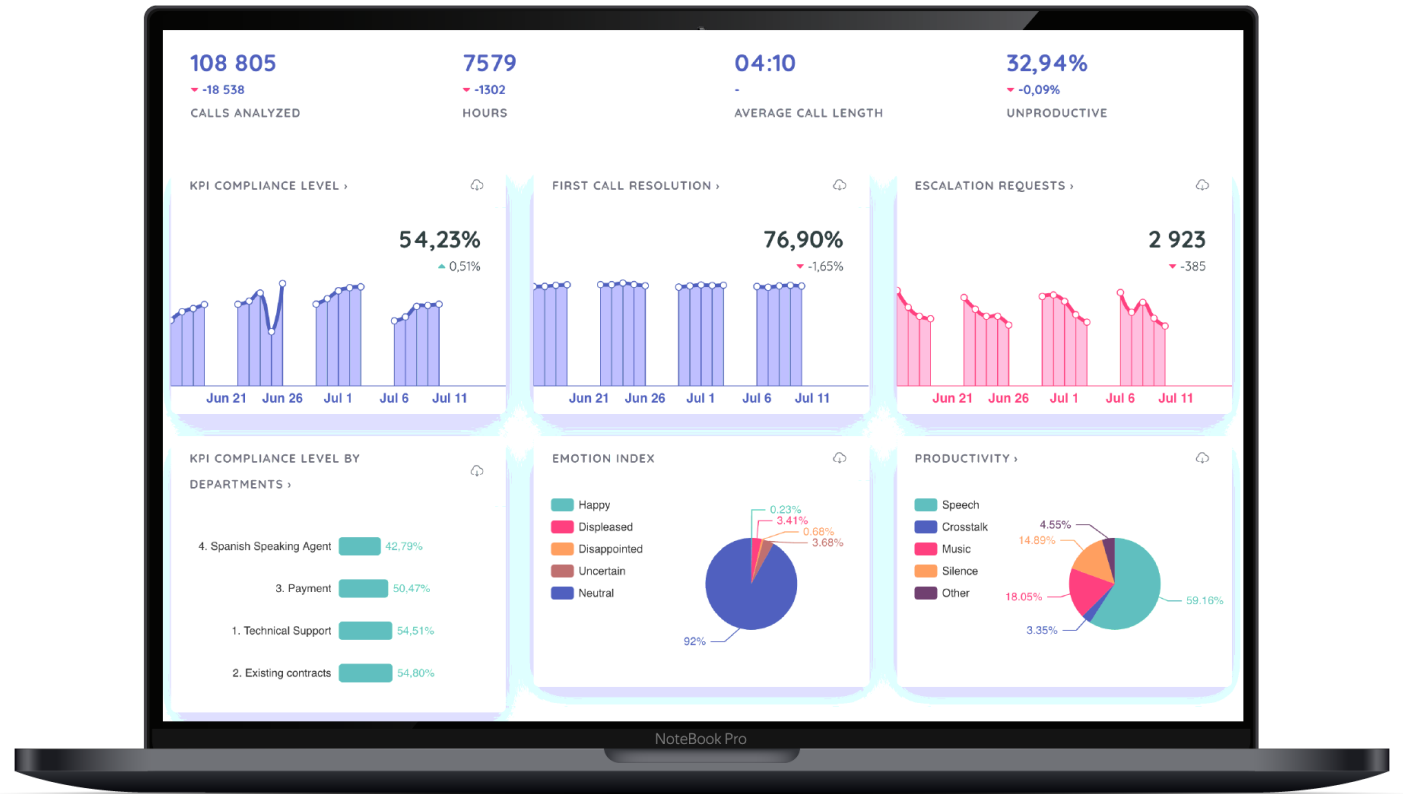 108 805
-18 538
CALLS ANALYZED
7579
-1302
HOURS
04:10
-
AVERAGE CALL LENGTH
32,94%
-0,09%
UNPRODUCTIVE
KPI COMPLIANCE LEVEL ›
54,23%
0,51%
Jun 21 Jun 26 Jul 1 Jul 6 Jul 11
FIRST CALL RESOLUTION ›
76,90%
-1,65%
Jun 21 Jun 26 Jul 1 Jul 6 Jul 11
ESCALATION REQUESTS ›
2 923
-385
Jun 21 Jun 26 Jul 1 Jul 6 Jul 11
KPI COMPLIANCE LEVEL BY
DEPARTMENTS ›
4. Spanish Speaking Agent 42,79%
3. Payment 50,47%
1. Technical Support 54,51%
2. Existing contracts 54,80%
EMOTION INDEX
Happy
Displeased
Disappointed
Uncertain
Neutral
0.23%
3.41%
0.68%
3.68%
92%
PRODUCTIVITY ›
Speech
Crosstalk
Music
Silence
Other
4.55%
14.89%
18.05%
3.35%
59.16%
NoteBook Pro